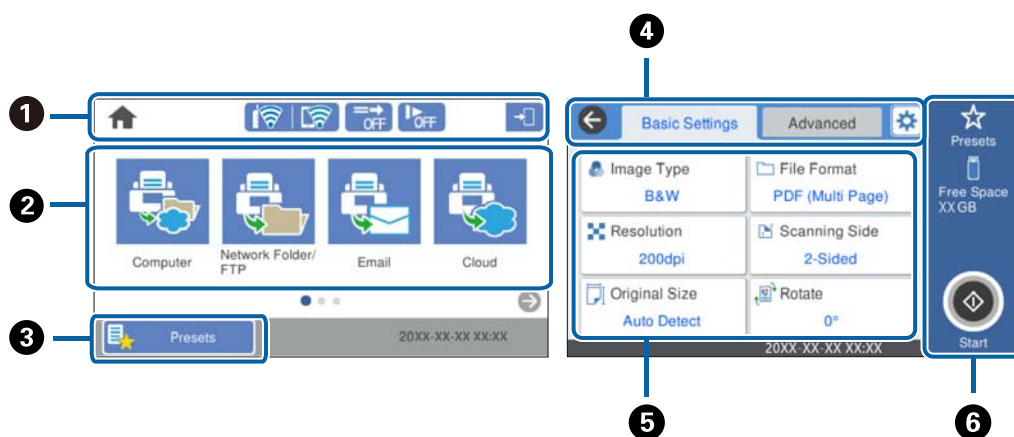 4
1
OFF
OFF
Basic Settings
Advanced
Presets
Free Space
XX GB
2
Computer
Network Folder/
FTP
Email
Cloud
Image Type
B&W
File Format
PDF (Multi Page)
Resolution
200dpi
Scanning Side
2-Sided
Original Size
Auto Detect
Rotate
0°
Start
3
Presets
20XX-XX-XX XX:XX
20XX-XX-XX XX:XX
5
6